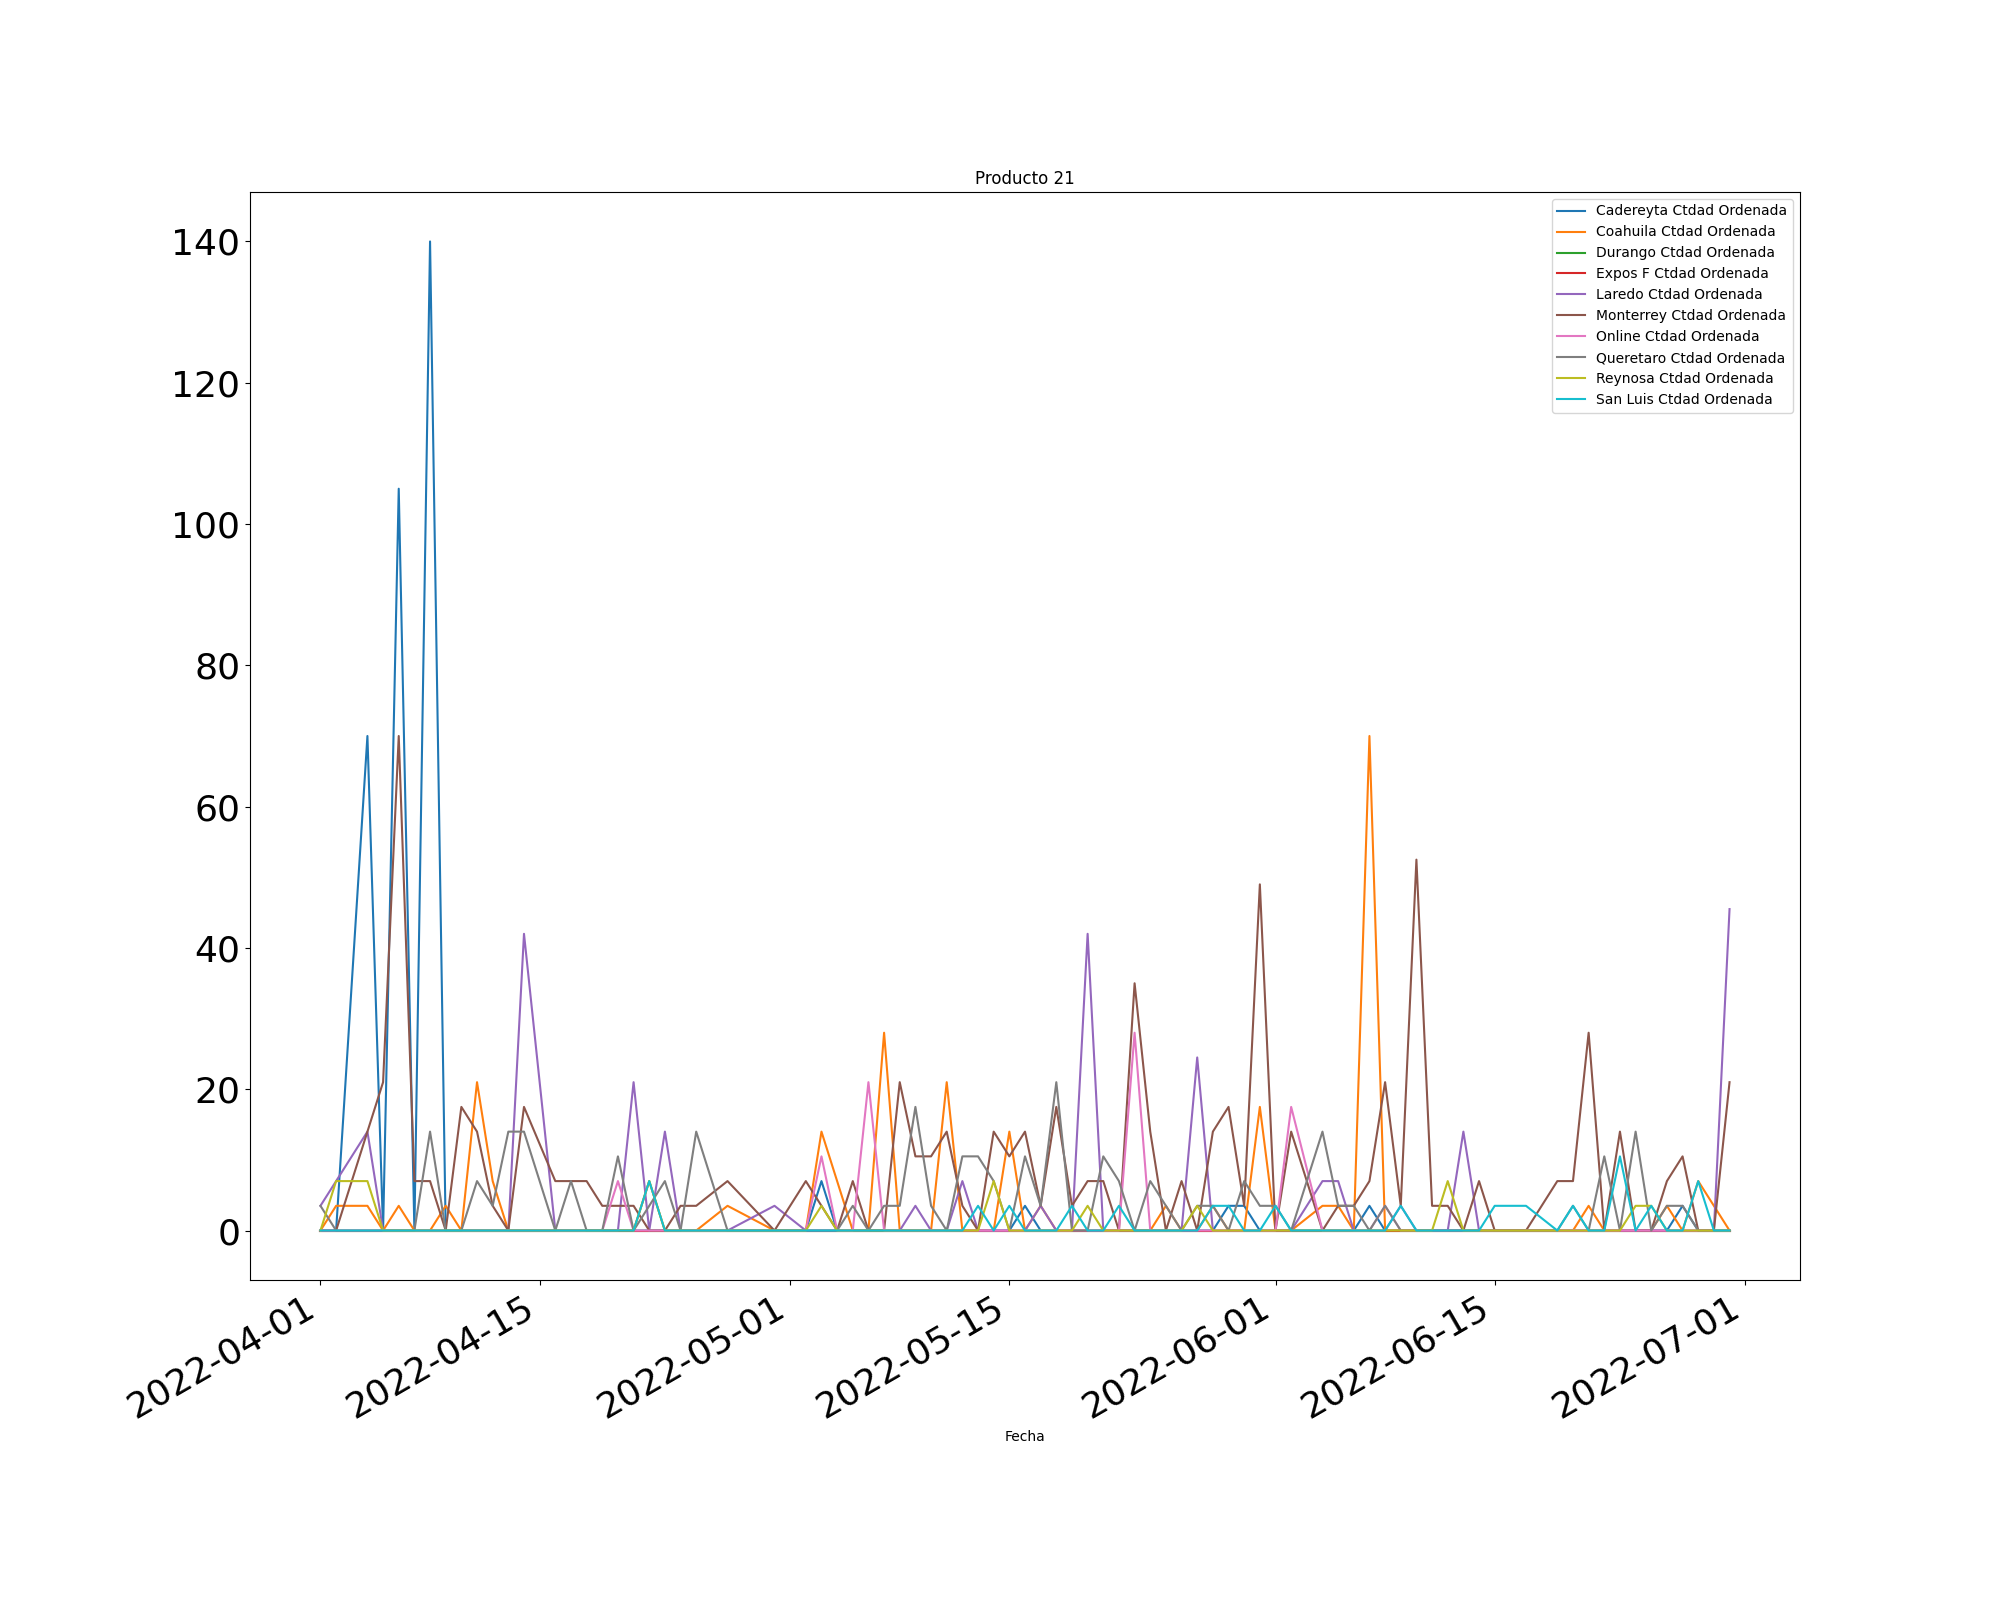 Producto 21
140
120
100
80
60
40
20
0
Cadereyta Ctdad Ordenada
Coahuila Ctdad Ordenada
Durango Ctdad Ordenada
Expos F Ctdad Ordenada
Laredo Ctdad Ordenada
Monterrey Ctdad Ordenada
Online Ctdad Ordenada
Queretaro Ctdad Ordenada
Reynosa Ctdad Ordenada
San Luis Ctdad Ordenada
2022-04-01
2022-04-15
2022-05-01
2022-05-15
2022-06-01
2022-06-15
2022-07-01
Fecha